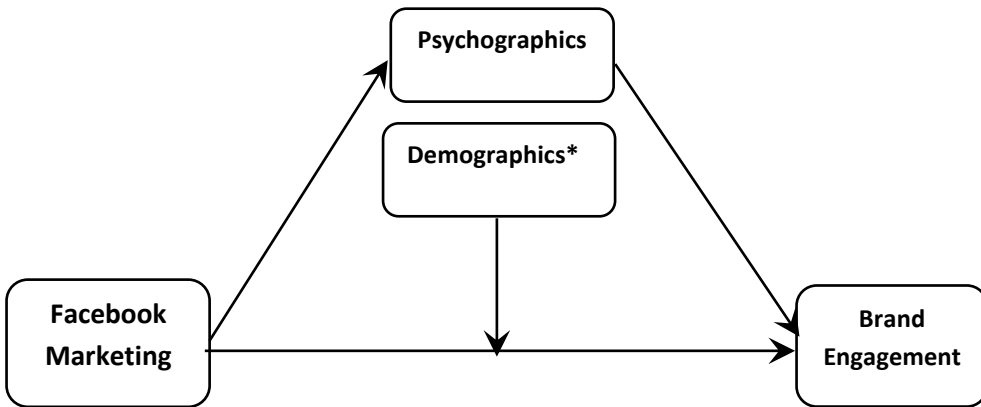 Psychographics
Demographics*
Facebook
Marketing
Brand
Engagement